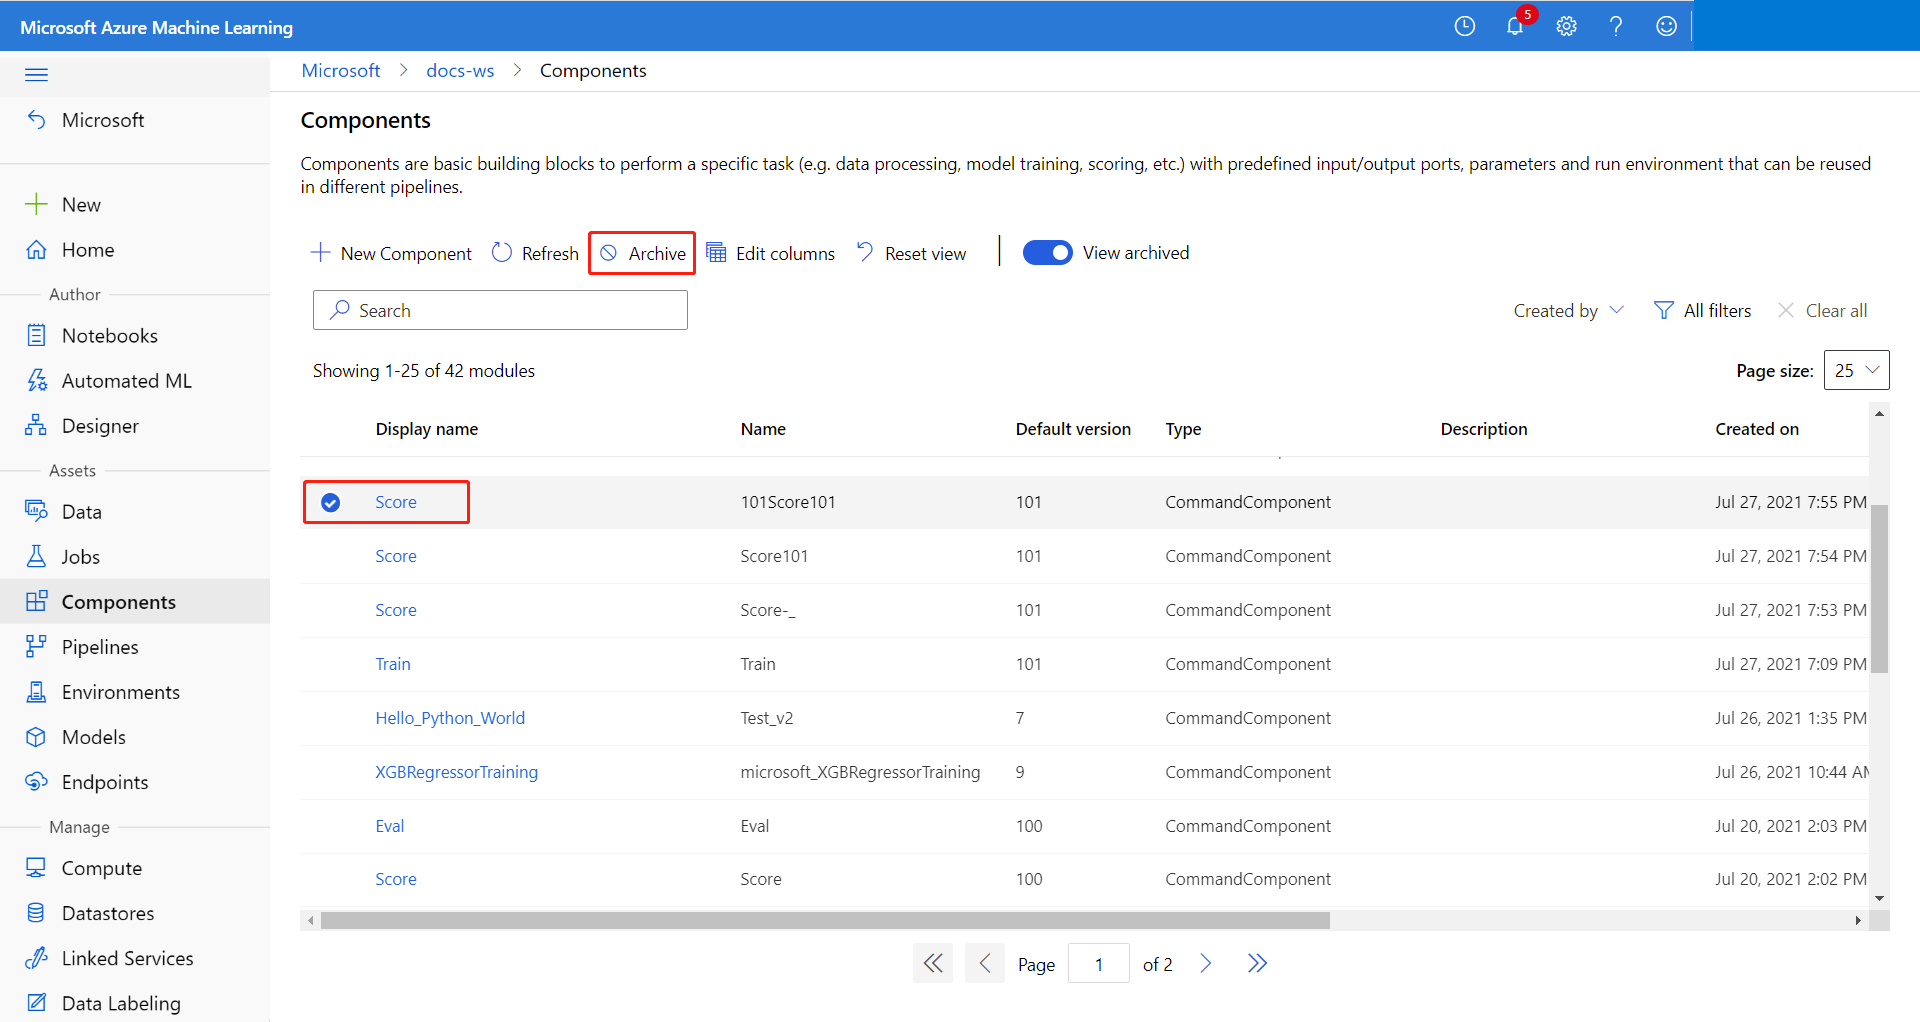 Microsoft Azure Machine Learning
5
Microsoft
docs-ws
Components
Microsoft
New
Home
Author
Notebooks
Automated ML
Designer
Assets
Data
Jobs
Components
Pipelines
Environments
Models
Endpoints
Manage
Compute
Datastores
Linked Services
Data Labeling
Components
Components are basic building blocks to perform a specific task (e.g. data processing, model training, scoring, etc.) with predefined input/output ports, parameters and run environment that can be reused
in different pipelines.
New Component Refresh Archive Edit columns Reset view View archived
Search
Created by All filters Clear all
Showing 1-25 of 42 modules
Page size: 25
Display name Name Default version Type Description Created on
Score 101Score101 101 CommandComponent Jul 27, 2021 7:55 PM
Score Score101 101 CommandComponent Jul 27, 2021 7:54 PM
Score Score-_ 101 CommandComponent Jul 27, 2021 7:53 PM
Train Train 101 CommandComponent Jul 27, 2021 7:09 PM
Hello_Python_World Test_v2 7 CommandComponent Jul 26, 2021 1:35 PM
XGBRegressorTraining microsoft_XGBRegressorTraining 9 CommandComponent Jul 26, 2021 10:44 AM
Eval Eval 100 CommandComponent Jul 20, 2021 2:03 PM
Score Score 100 CommandComponent Jul 20, 2021 2:02 PM
Page 1 of 2